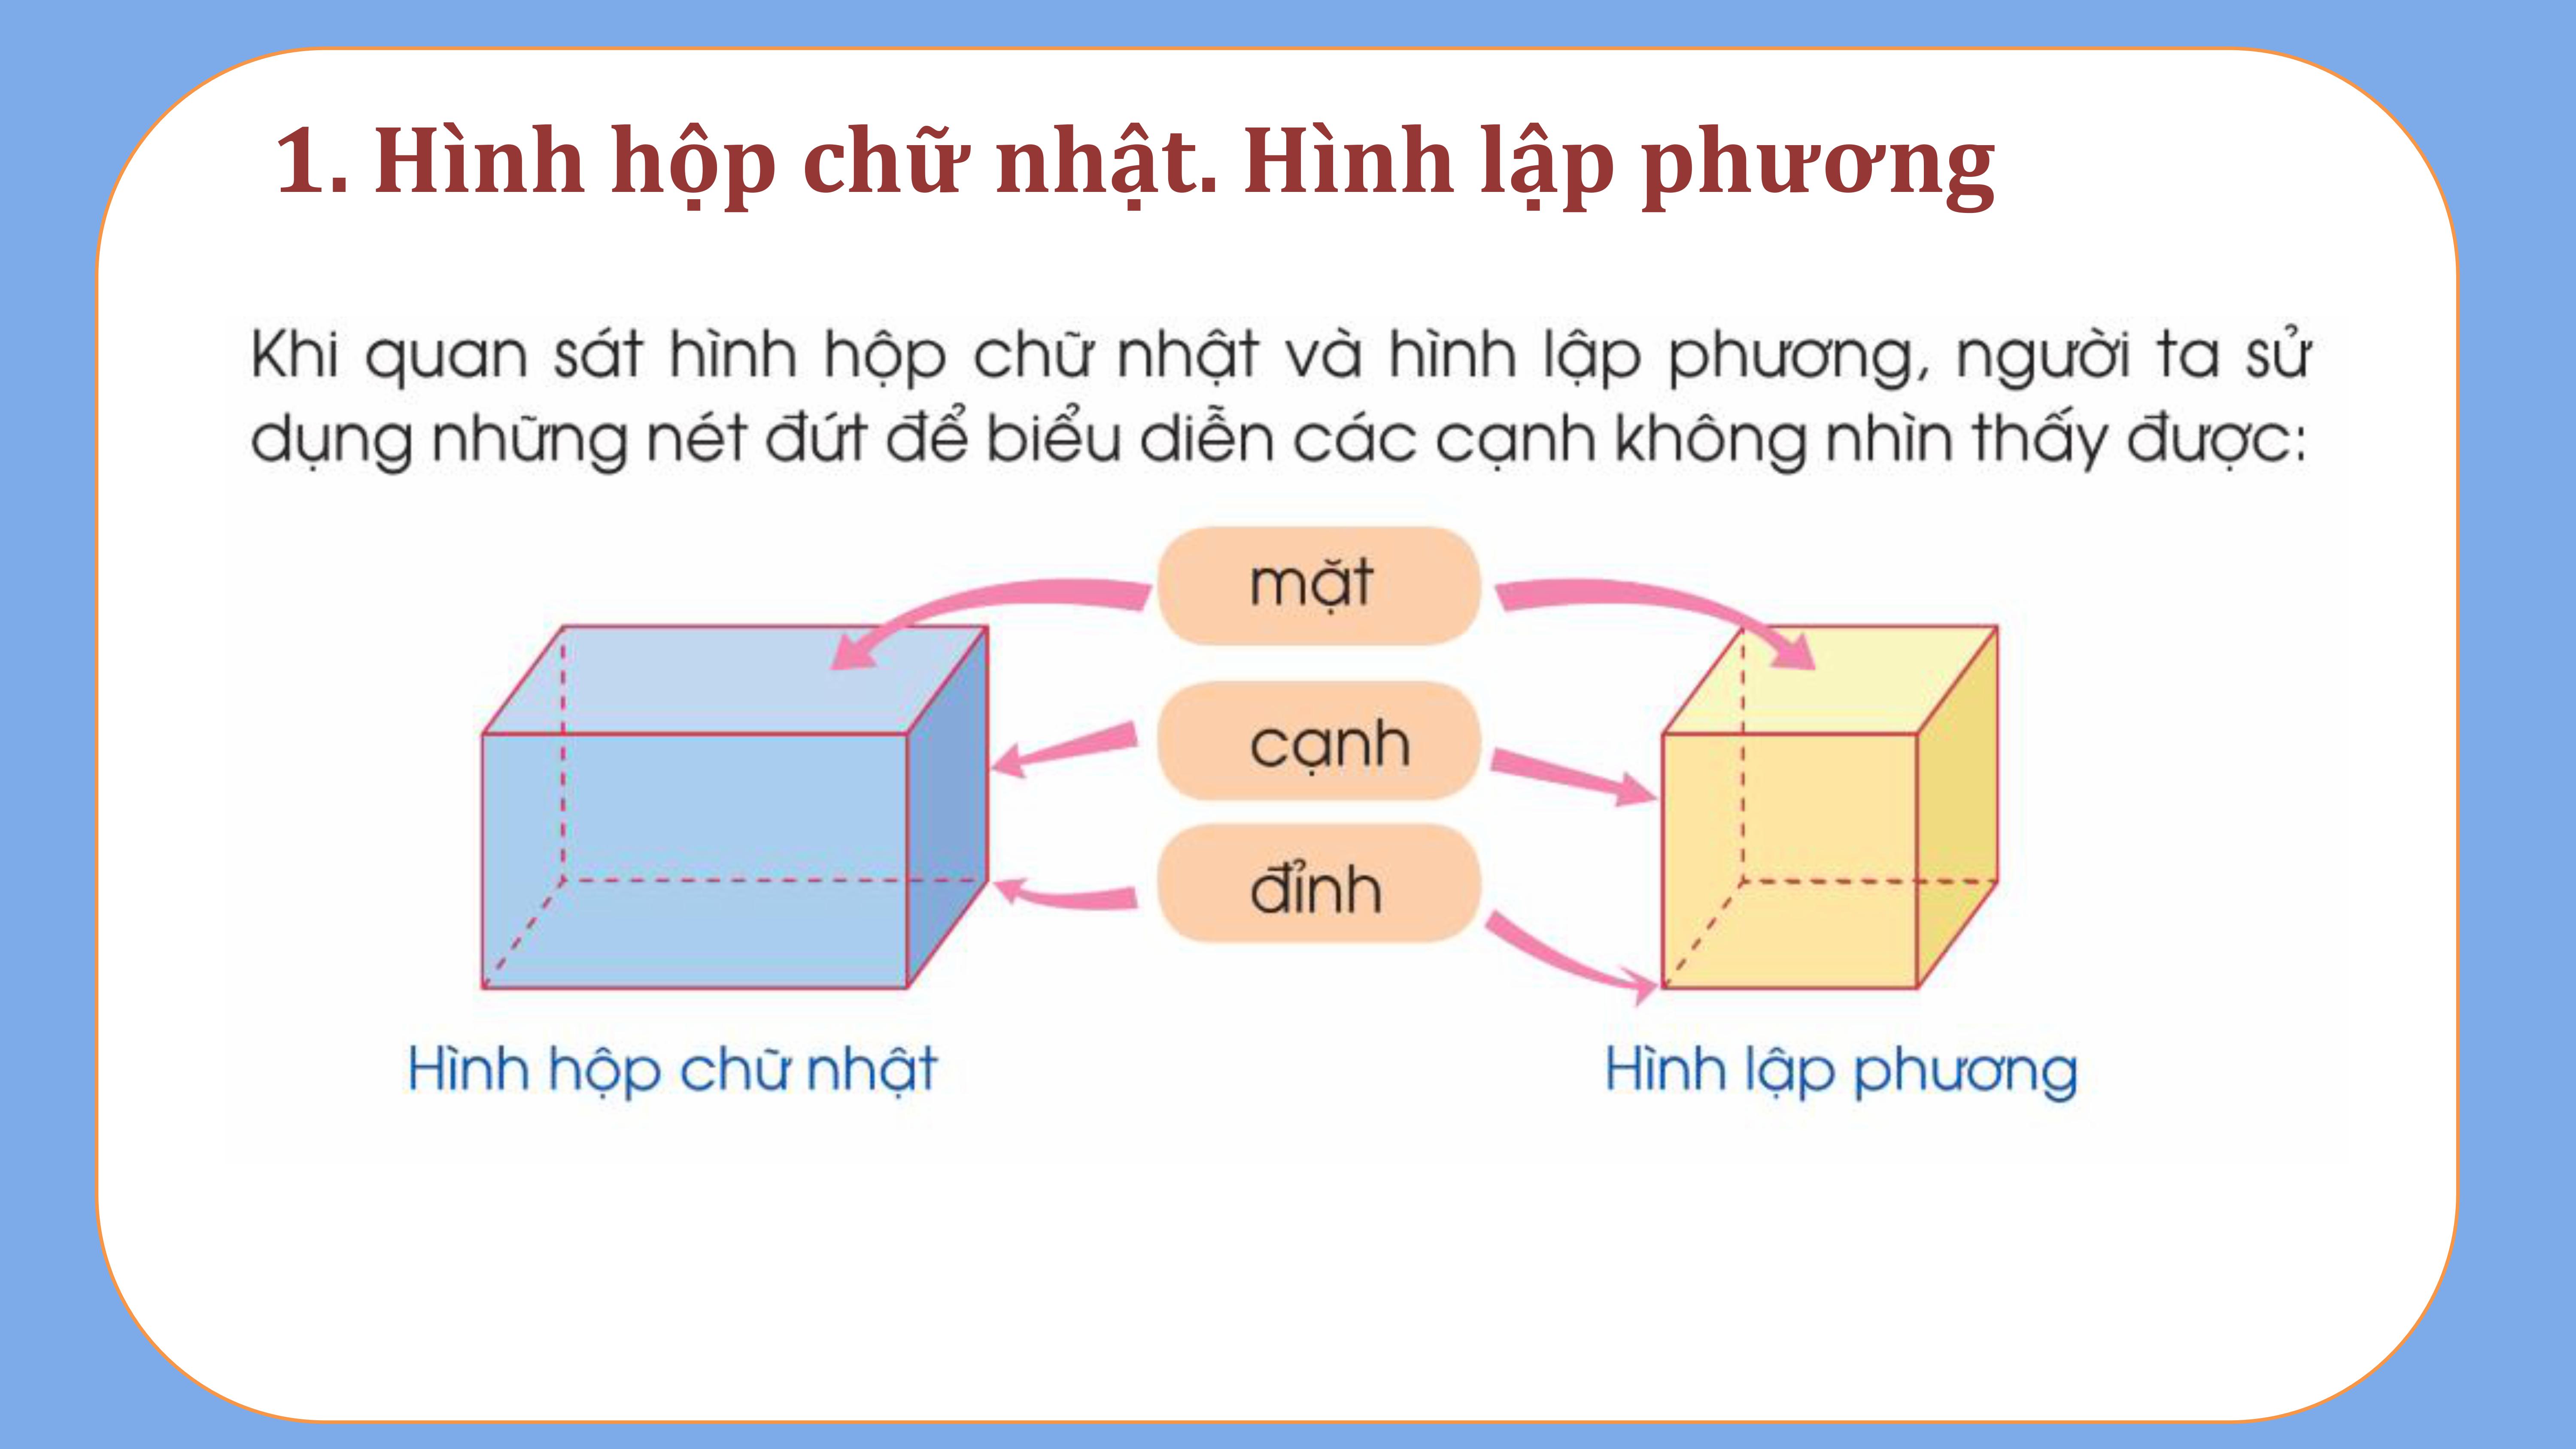 1. Hình hộp chữ nhật. Hình lập phương
Khi quan sát hình hộp chữ nhật và hình lập phương, người ta sử
dụng những nét đứt để biểu diễn các cạnh không nhìn thấy được:
mặt
cạnh
đỉnh
Hình hộp chữ nhật
Hình lập phương